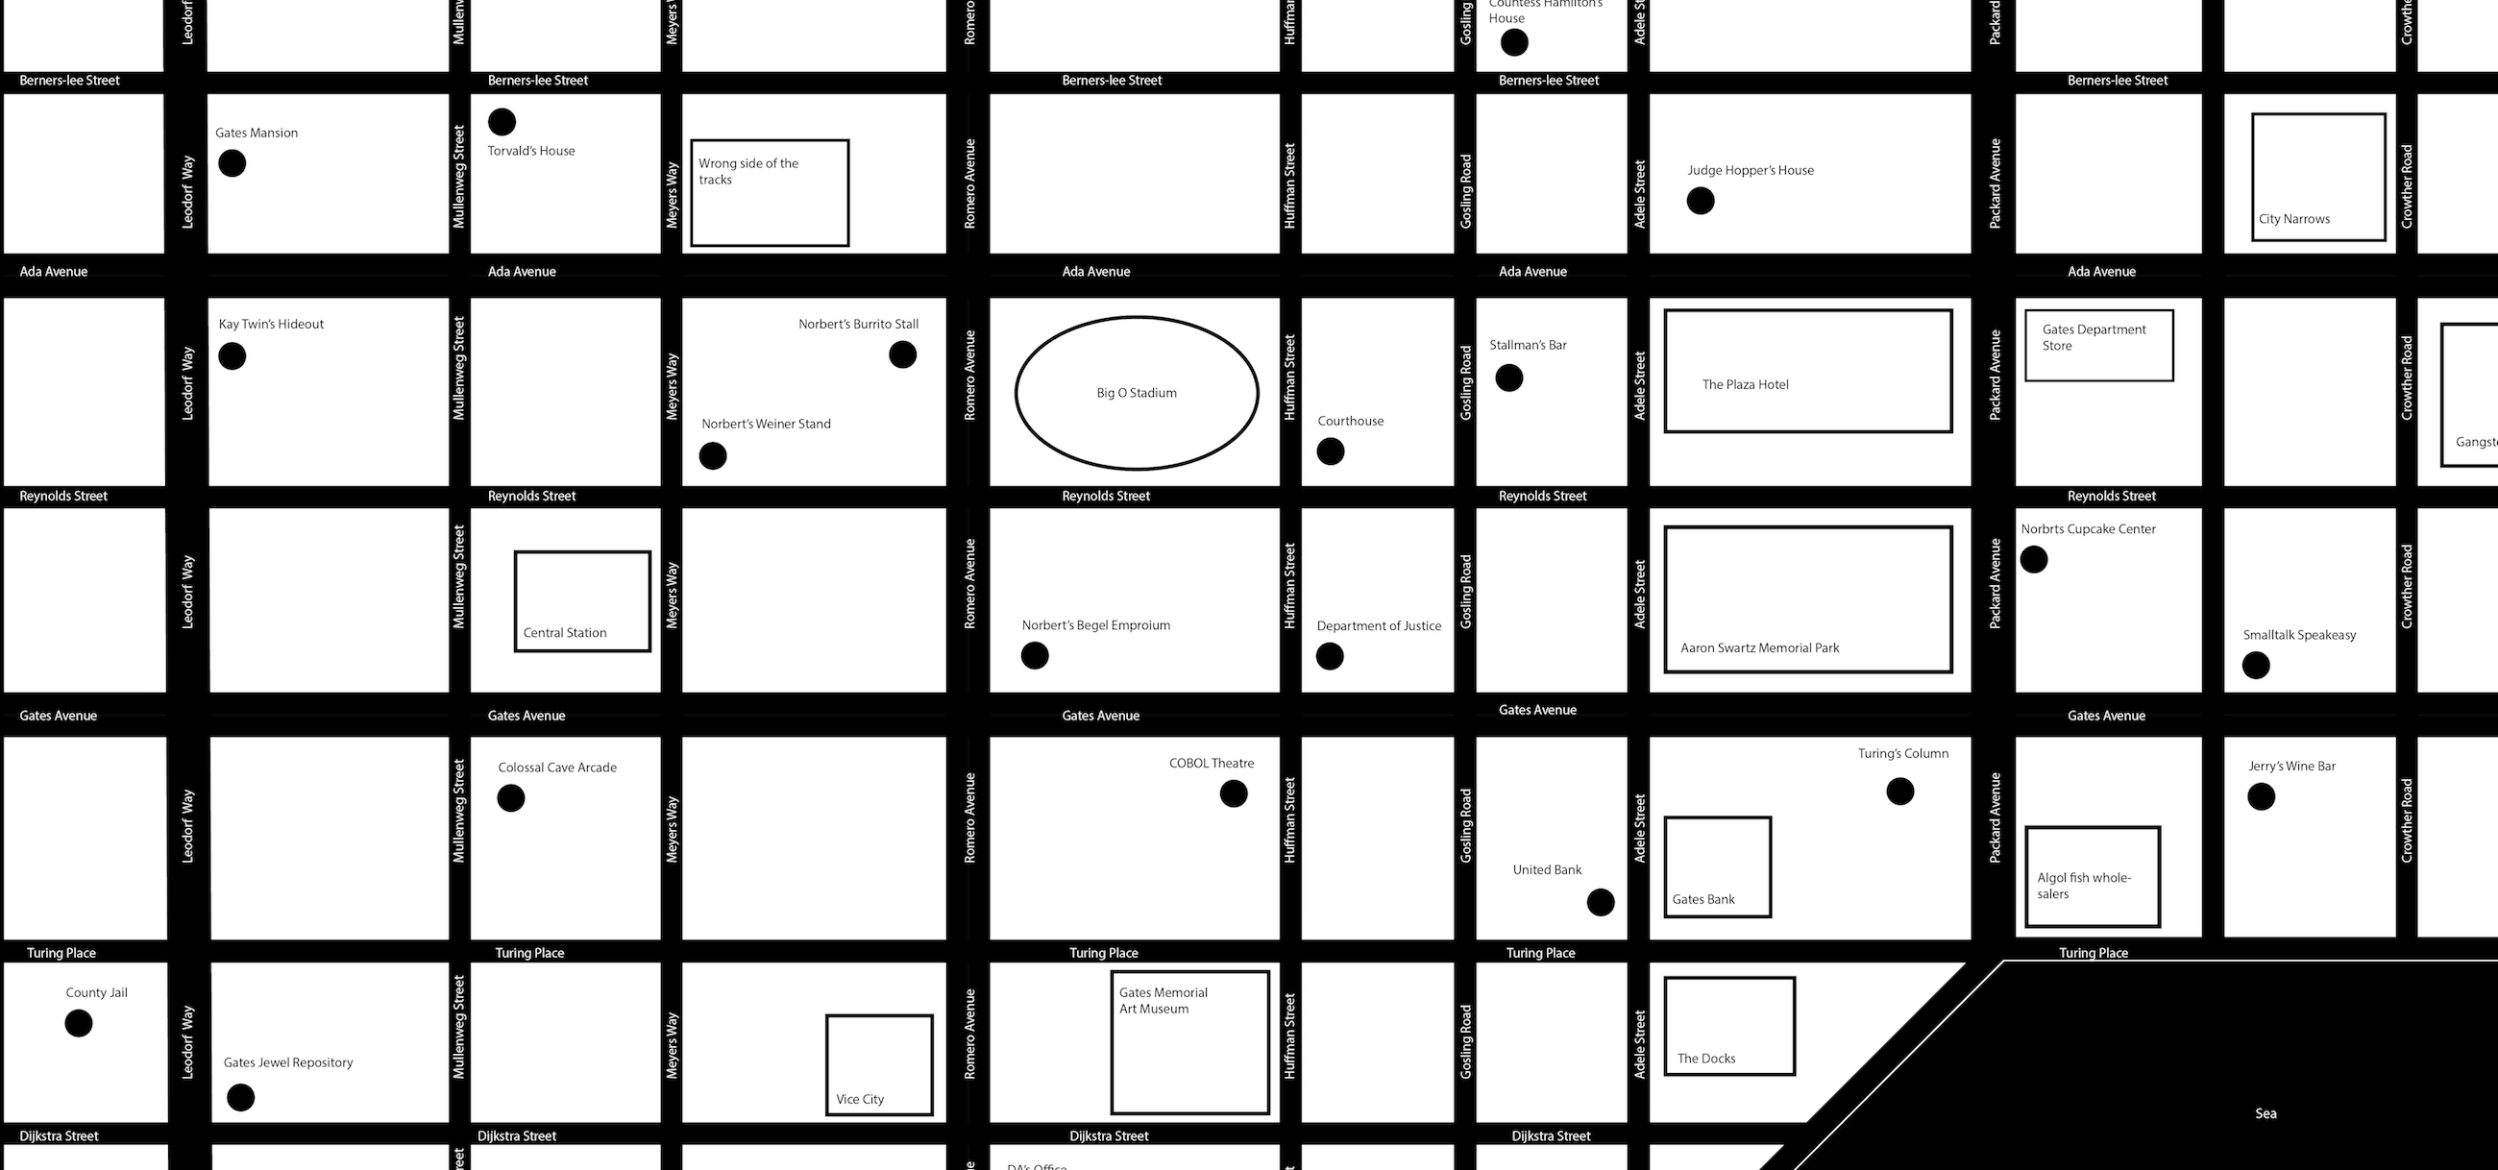 Countess Hamilton's
House
Leodorf
Meyers Way
Romero
Gosling
Adele St
Packard
Berners-lee Street
Berners-lee Street
Berners-lee Street
Berners-lee Street
Berners-lee Street
Gates Mansion
Torvald's House
Wrong side of the
tracks
Judge Hopper's House
City Narrows
Leodorf Way
Mullenweg Street
Meyers Way
Romero Avenue
Huffman Street
Gosling Road
Adele Street
Packard Avenue
Crowther Road
Ada Avenue
Ada Avenue
Ada Avenue
Ada Avenue
Ada Avenue
Kay Twin's Hideout
Norbert's Burrito Stall
Norbert's Weiner Stand
Big O Stadium
Courthouse
Stallman's Bar
The Plaza Hotel
Gates Department
Store
Gangst
Leodorf Way
Mullenweg Street
Meyers Way
Romero Avenue
Huffman Street
Gosling Road
Adele Street
Packard Avenue
Crowther Road
Reynolds Street
Reynolds Street
Reynolds Street
Reynolds Street
Reynolds Street
Central Station
Norbert's Begel Emproium
Department of Justice
Aaron Swartz Memorial Park
Norbrts Cupcake Center
Smalltalk Speakeasy
Leodorf Way
Mullenweg Street
Meyers Way
Romero Avenue
Huffman Street
Gosling Road
Adele Street
Packard Avenue
Crowther Road
Gates Avenue
Gates Avenue
Gates Avenue
Gates Avenue
Gates Avenue
Colossal Cave Arcade
COBOL Theatre
United Bank
Gates Bank
Turing's Column
Algol fish whole-
salers
Jerry's Wine Bar
Leodorf Way
Mullenweg Street
Meyers Way
Romero Avenue
Huffman Street
Gosling Road
Adele Street
Packard Avenue
Crowther Road
Turing Place
Turing Place
Turing Place
Turing Place
Turing Place
County Jail
Gates Jewel Repository
Vice City
Gates Memorial
Art Museum
The Docks
Sea
Leodorf Way
Mullenweg Street
Meyers Way
Romero Avenue
Huffman Street
Gosling Road
Adele Street
Dijkstra Street
Dijkstra Street
Dijkstra Street
Dijkstra Street
DA's Office